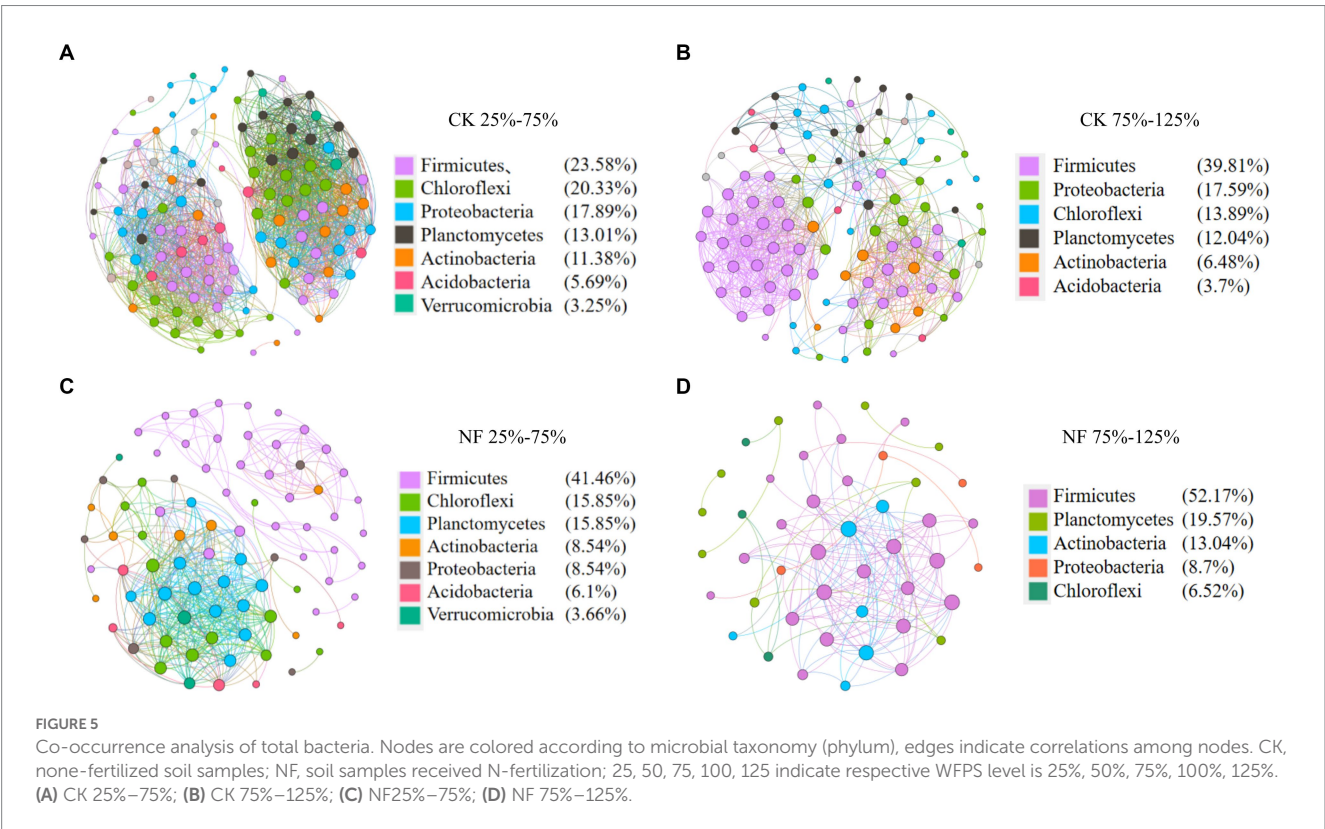 A
CK 25%-75%
Firmicutes、 (23.58%)
Chloroflexi (20.33%)
Proteobacteria (17.89%)
Planctomycetes (13.01%)
Actinobacteria (11.38%)
Acidobacteria (5.69%)
Verrucomicrobia (3.25%)
B
CK 75%-125%
Firmicutes (39.81%)
Proteobacteria (17.59%)
Chloroflexi (13.89%)
Planctomycetes (12.04%)
Actinobacteria (6.48%)
Acidobacteria (3.7%)
C
NF 25%-75%
Firmicutes (41.46%)
Chloroflexi (15.85%)
Planctomycetes (15.85%)
Actinobacteria (8.54%)
Proteobacteria (8.54%)
Acidobacteria (6.1%)
Verrucomicrobia (3.66%)
D
NF 75%-125%
Firmicutes (52.17%)
Planctomycetes (19.57%)
Actinobacteria (13.04%)
Proteobacteria (8.7%)
Chloroflexi (6.52%)
FIGURE 5
Co-occurrence analysis of total bacteria. Nodes are colored according to microbial taxonomy (phylum), edges indicate correlations among nodes. CK,
none-fertilized soil samples; NF, soil samples received N-fertilization; 25, 50, 75, 100, 125 indicate respective WFPS level is 25%, 50%, 75%, 100%, 125%.
(A) CK 25%–75%; (B) CK 75%–125%; (C) NF25%–75%; (D) NF 75%–125%.